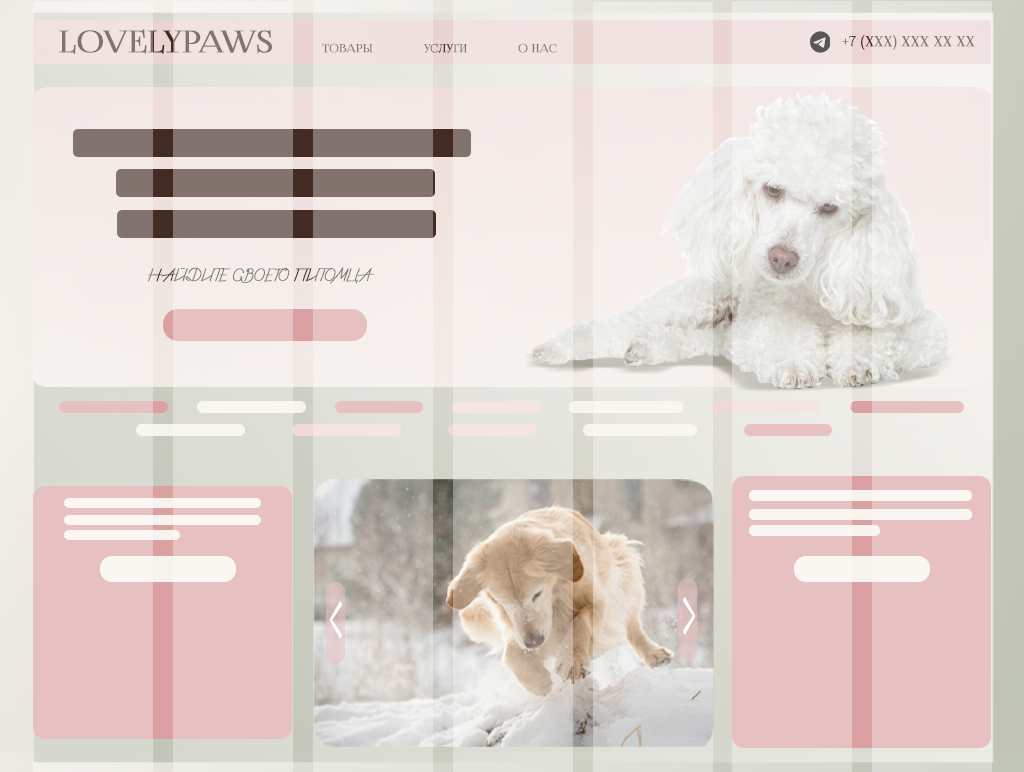 LOVELYPAWS
ТОВАРЫ
УСЛУГИ
О НАС
+7 (XXX) XXX XX XX
НАЙДИТЕ СВОЕГО ПИТОМЦА